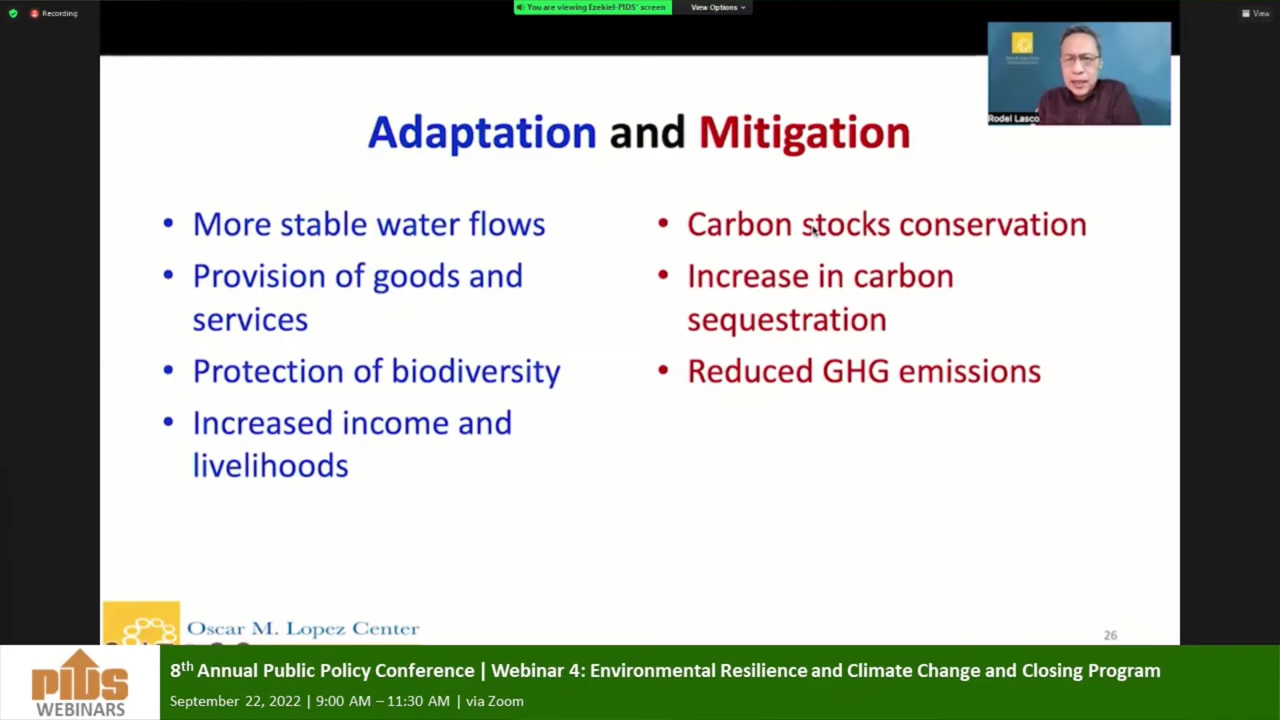 Recording
You are viewing Ezekiel-PIDS' screen
View Options
View
Rodel Lasco
Adaptation and Mitigation
• More stable water flows
• Provision of goods and
services
• Protection of biodiversity
• Increased income and
livelihoods
• Carbon stocks conservation
• Increase in carbon
sequestration
• Reduced GHG emissions
Oscar M. Lopez Center
26
PIDS
WEBINARS
8th Annual Public Policy Conference | Webinar 4: Environmental Resilience and Climate Change and Closing Program
September 22, 2022 | 9:00 AM – 11:30 AM | via Zoom